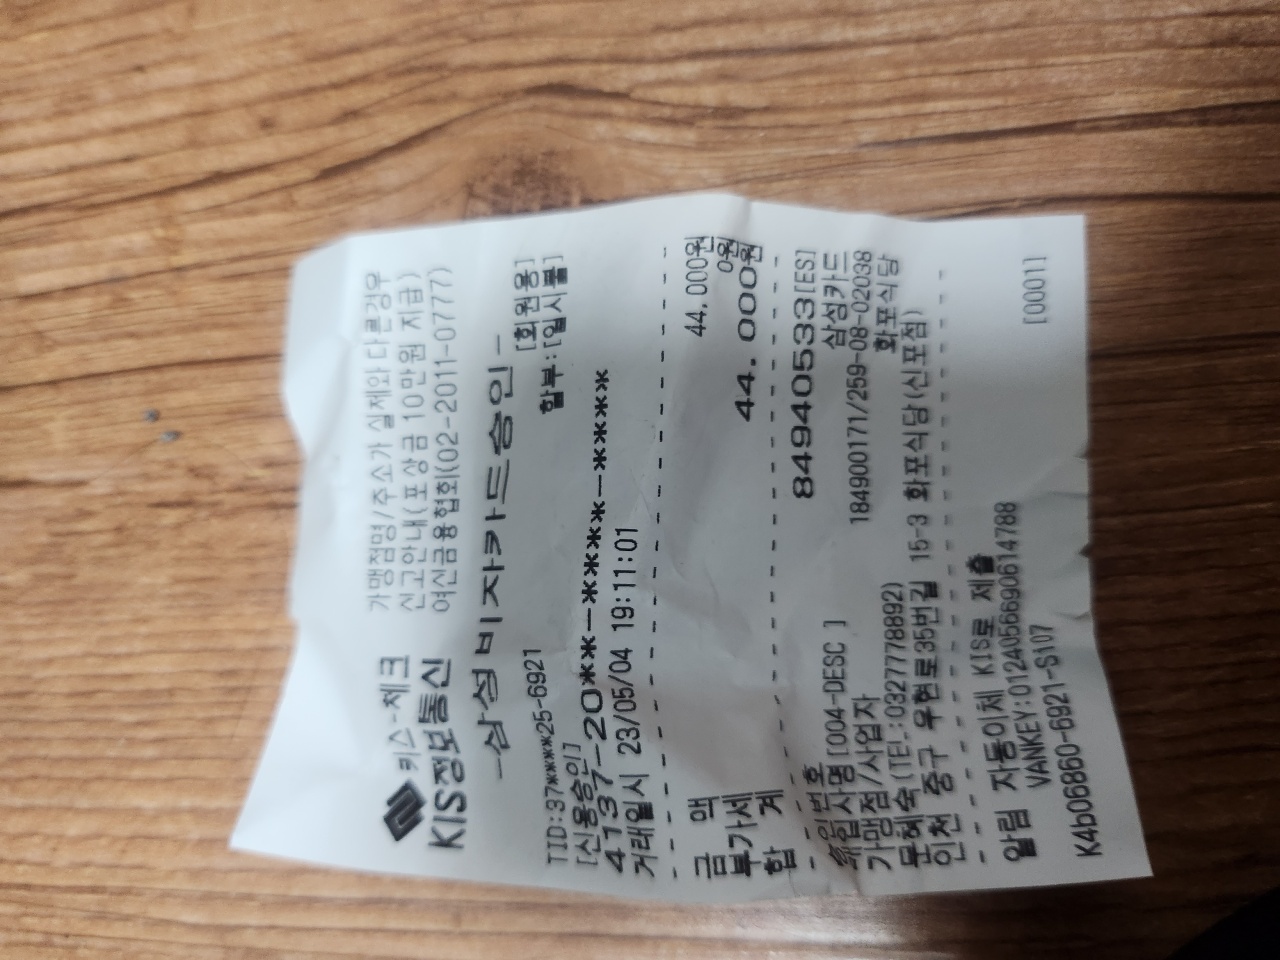 키스-체크
KIS정보통신
가맹점명/주소가 실제와 다른경우
신고안내(포상금 10만원 지급)
여신금융협회(02-2011-0777)
-삼성비자카드승인-
TID:37****25-6921 [회원용]
[신용승인] 할부:[일시불]
4137-20**-****-****
거래일시 23/05/04 19:11:01
금 액 44,000원
부가세 0원
합 계 44,000원
승인번호 84940533[ES]
매입사명 [004-DESC ] 삼성카드
가맹점/사업자 184900171/259-08-02038
문혜숙(TEL:0327778892) 화포식당
인천 중구 우현로35번길 15-3 화포식당(신포점)
알림 자동이체 KIS로 제출
VANKEY:0124056690614788
K4b06860-6921-S107 [0001]